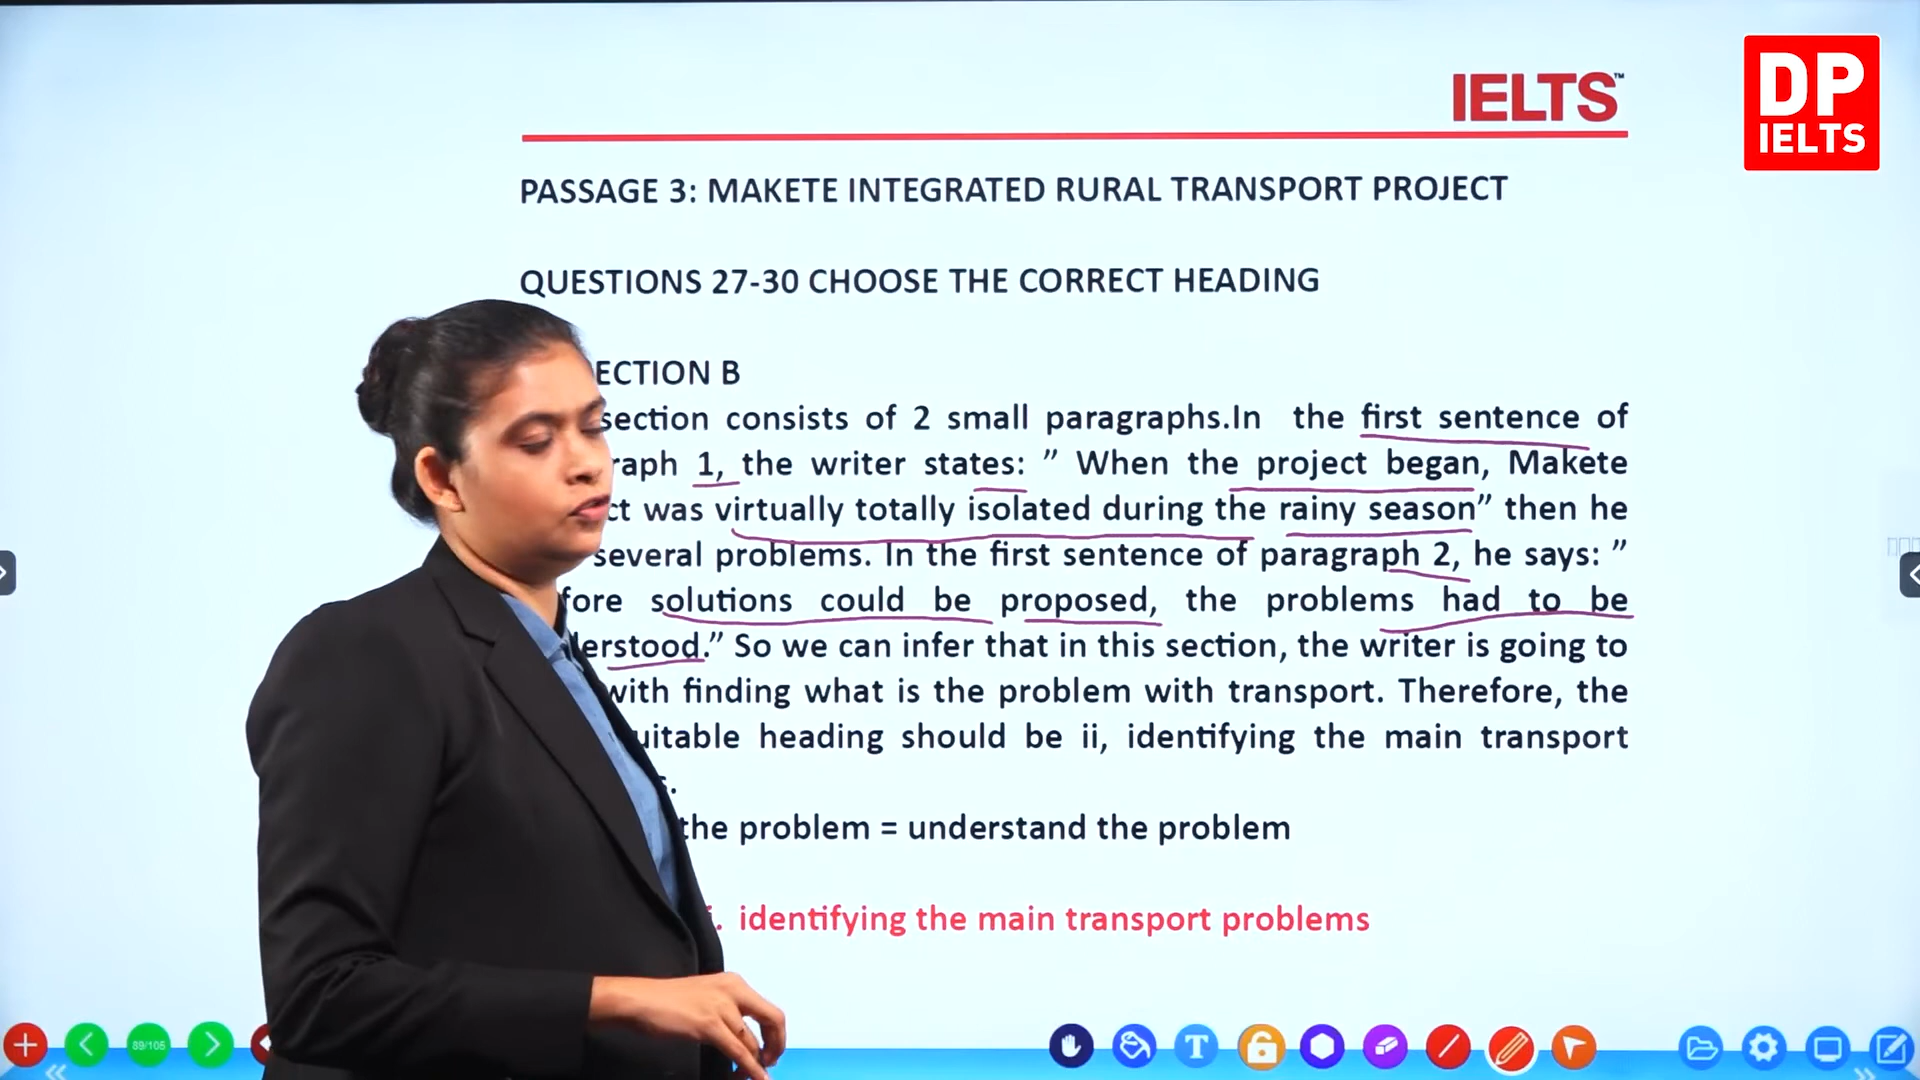 IELTS™
DP
IELTS
PASSAGE 3: MAKETE INTEGRATED RURAL TRANSPORT PROJECT
QUESTIONS 27-30 CHOOSE THE CORRECT HEADING
ECTION B
section consists of 2 small paragraphs.In the first sentence of
raph 1, the writer states: ” When the project began, Makete
ct was virtually totally isolated during the rainy season” then he
several problems. In the first sentence of paragraph 2, he says: ”
fore solutions could be proposed, the problems had to be
erstood.” So we can infer that in this section, the writer is going to
with finding what is the problem with transport. Therefore, the
uitable heading should be ii, identifying the main transport
s.
the problem = understand the problem
i. identifying the main transport problems
89/105
T